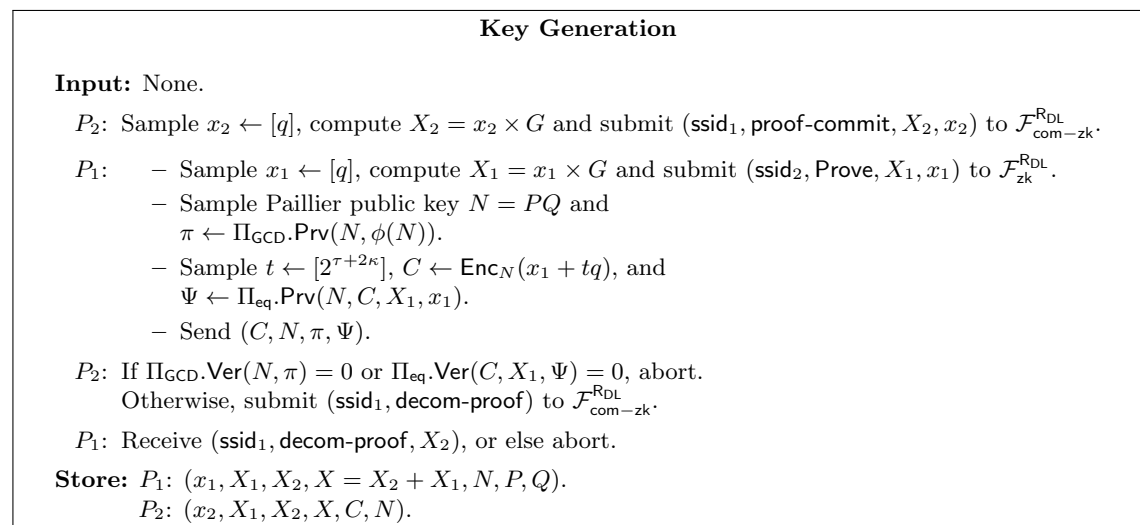 Key Generation
Input: None.
P₂: Sample x₂ ← [q], compute X₂ = x₂ × G and submit (ssid₁, proof-commit, X₂, x₂) to ℱ_{com−zk}^{R_DL}.
P₁: – Sample x₁ ← [q], compute X₁ = x₁ × G and submit (ssid₂, Prove, X₁, x₁) to ℱ_{zk}^{R_DL}.
– Sample Paillier public key N = PQ and
π ← Π_GCD.Prv(N, ϕ(N)).
– Sample t ← [2^{τ+2κ}], C ← Enc_N(x₁ + tq), and
Ψ ← Π_eq.Prv(N, C, X₁, x₁).
– Send (C, N, π, Ψ).
P₂: If Π_GCD.Ver(N, π) = 0 or Π_eq.Ver(C, X₁, Ψ) = 0, abort.
Otherwise, submit (ssid₁, decom-proof) to ℱ_{com−zk}^{R_DL}.
P₁: Receive (ssid₁, decom-proof, X₂), or else abort.
Store: P₁: (x₁, X₁, X₂, X = X₂ + X₁, N, P, Q).
P₂: (x₂, X₁, X₂, X, C, N).